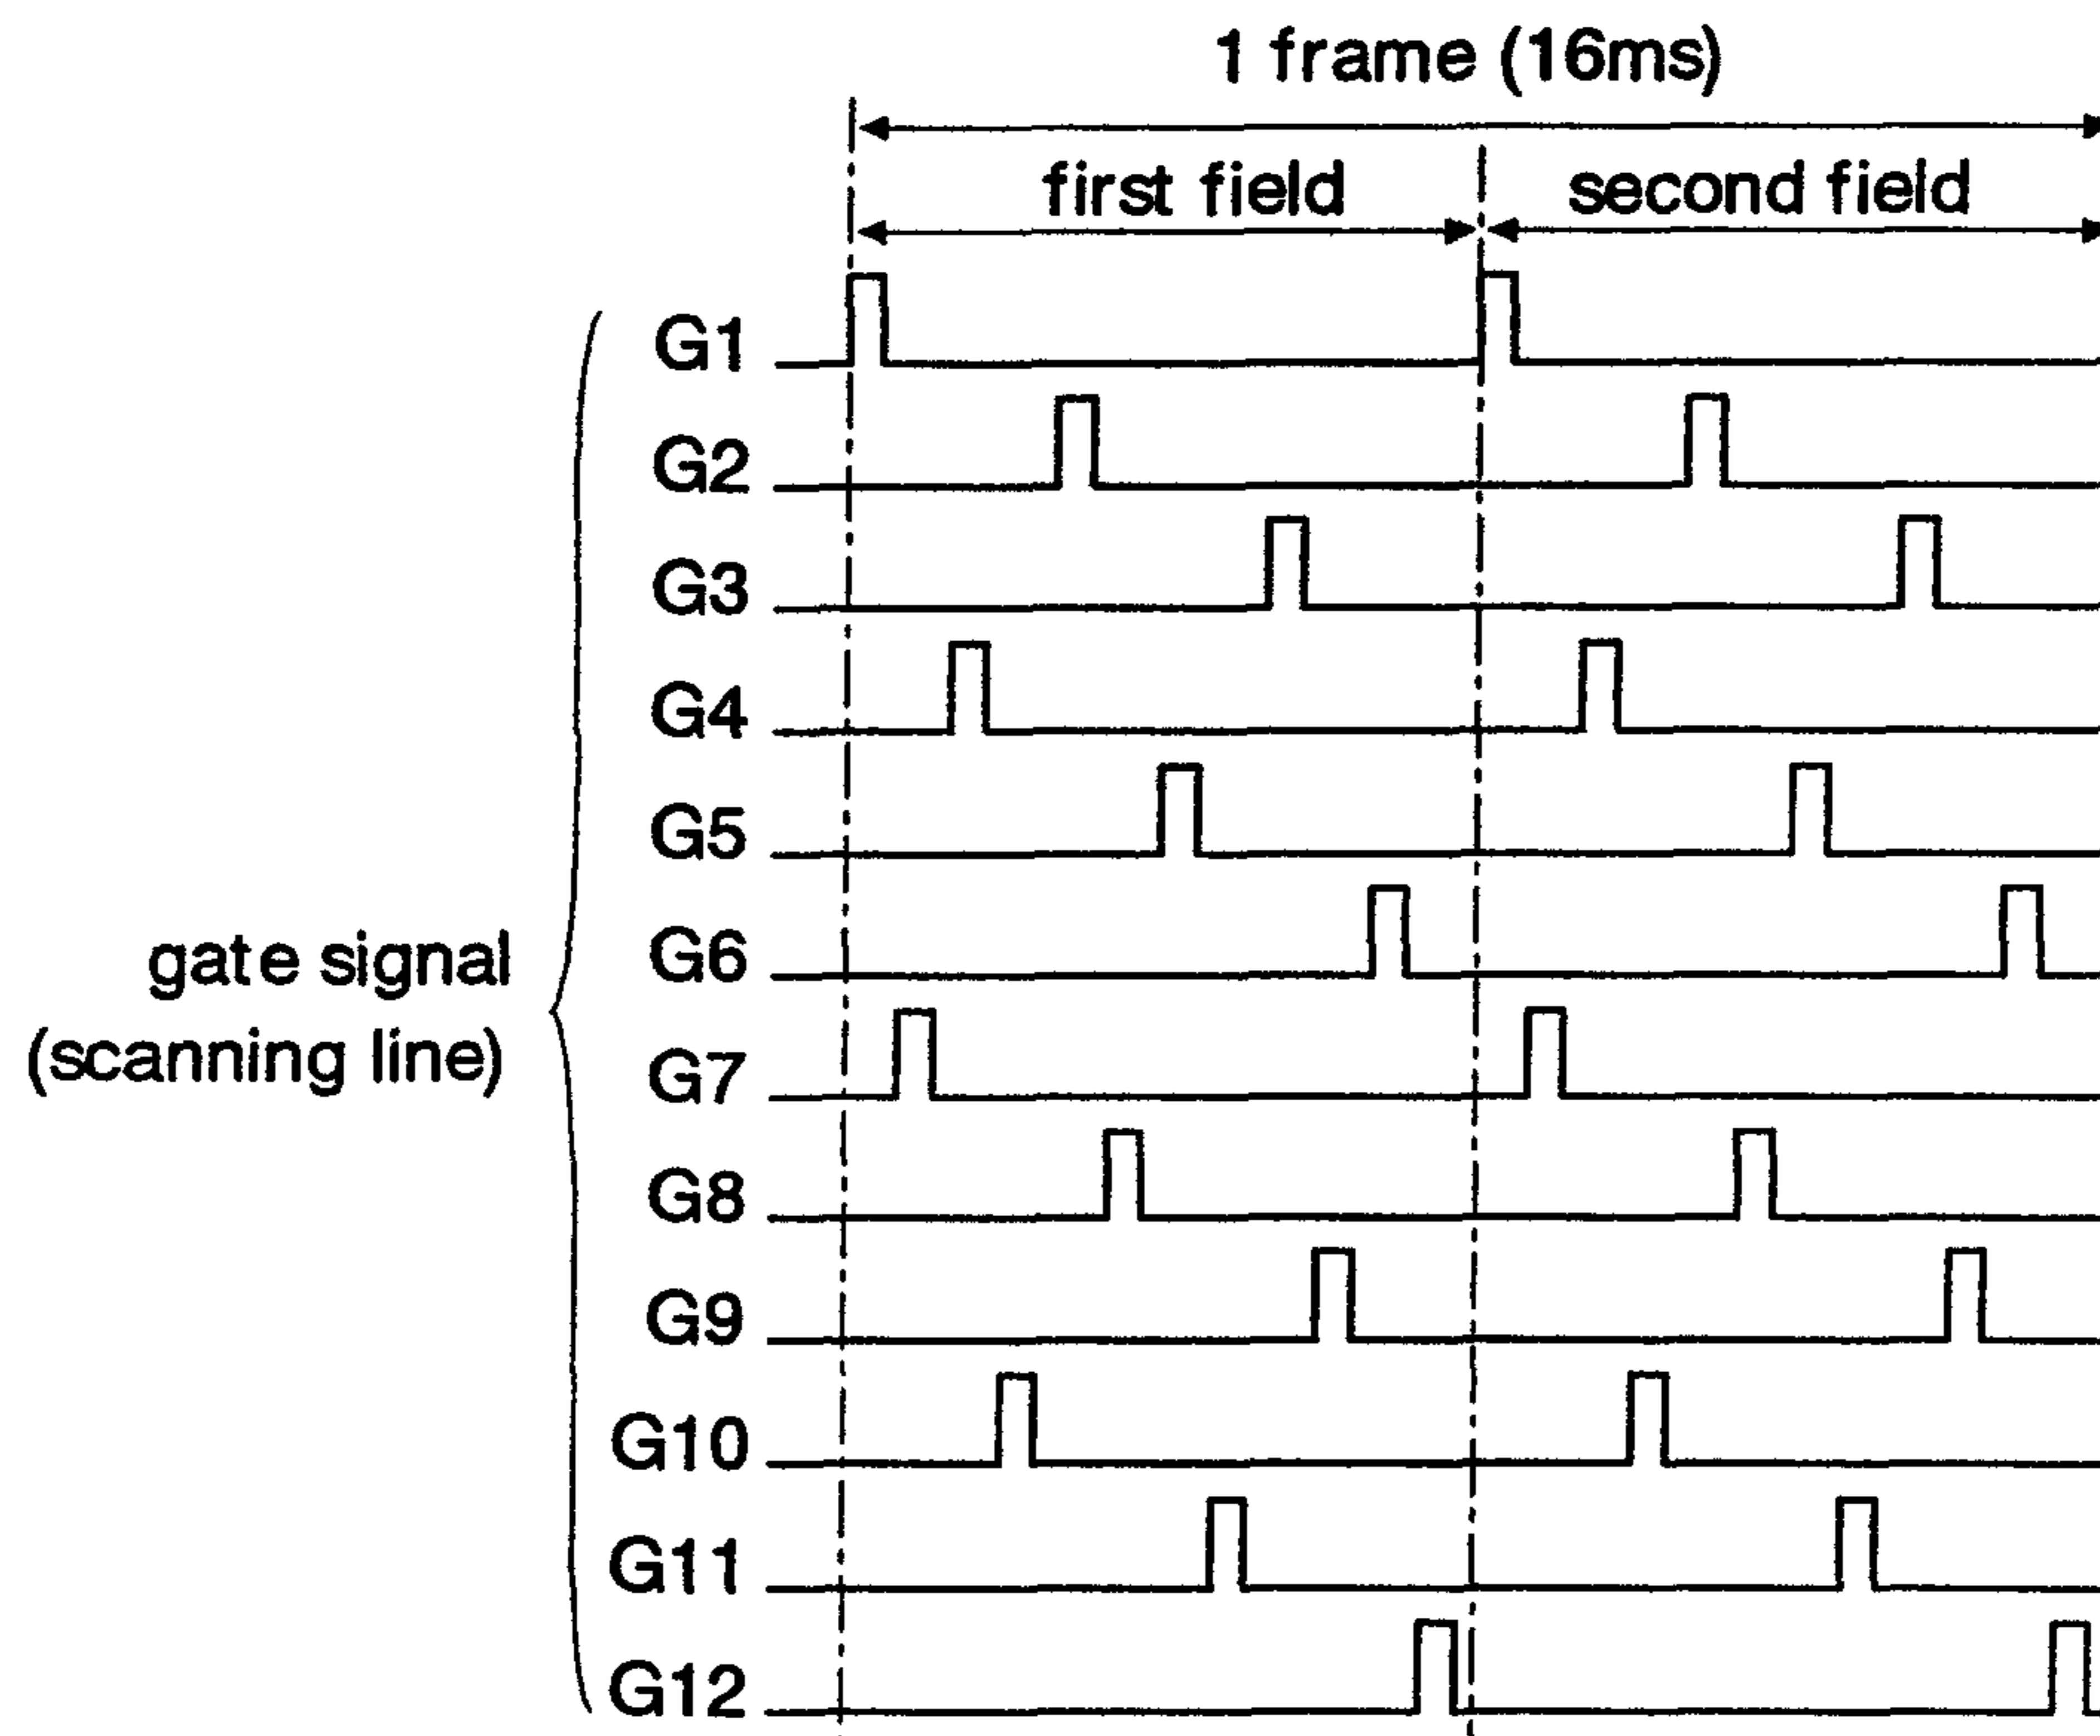 1 frame (16ms)
first field
second field
G1
G2
G3
G4
G5
G6
gate signal
(scanning line)
G7
G8
G9
G10
G11
G12